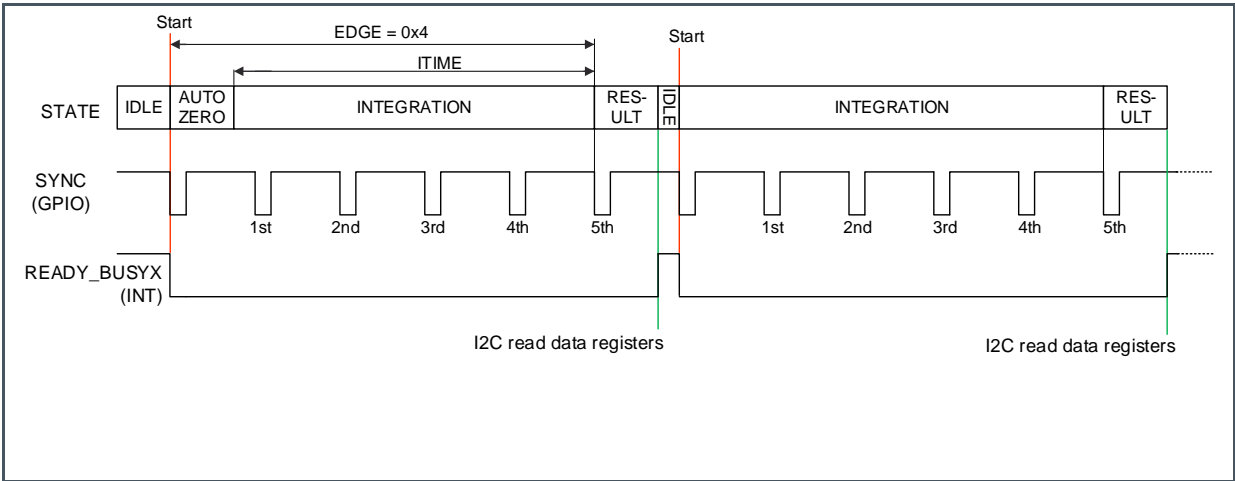 Start
EDGE = 0x4
Start
ITIME
STATE
IDLE
AUTO
ZERO
INTEGRATION
RES-
ULT
IDLE
INTEGRATION
RES-
ULT
SYNC
(GPIO)
1st
2nd
3rd
4th
5th
1st
2nd
3rd
4th
5th
READY_BUSYX
(INT)
I2C read data registers
I2C read data registers